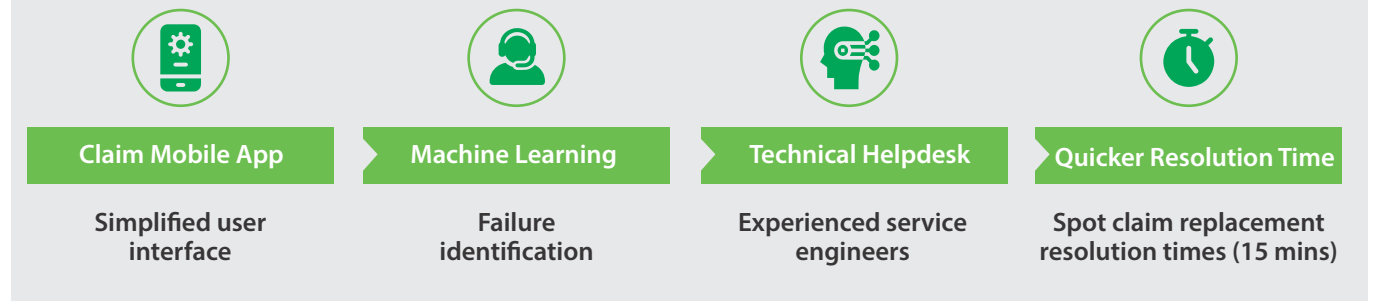 Claim Mobile App
Simplified user
interface
Machine Learning
Failure
identification
Technical Helpdesk
Experienced service
engineers
Quicker Resolution Time
Spot claim replacement
resolution times (15 mins)